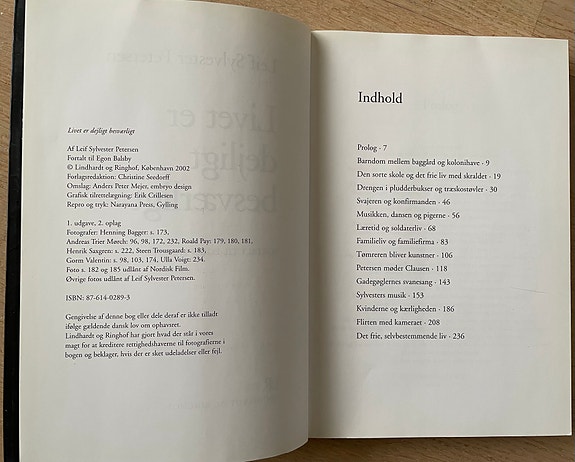 Livet er dejligt besværligt
Af Leif Sylvester Petersen
Fortalt til Egon Balsby
© Lindhardt og Ringhof, København 2002
Forlagsredaktion: Christine Seedorff
Omslag: Anders Peter Mejer, embryo design
Grafisk tilrettelægning: Erik Crillesen
Repro og tryk: Narayana Press, Gylling
1. udgave, 2. oplag
Fotografer: Henning Bagger: s. 173,
Andreas Trier Mørch: 96, 98, 172, 232, Roald Pay: 179, 180, 181,
Henrik Saxgren: s. 222, Steen Trousgaard: s. 183,
Gorm Valentin: s. 98, 103, 174, Ulla Voigt: 234.
Foto s. 182 og 185 udlånt af Nordisk Film.
Øvrige fotos udlånt af Leif Sylvester Petersen.
ISBN: 87-614-0289-3
Gengivelse af denne bog eller dele deraf er ikke tilladt
ifølge gældende dansk lov om ophavsret.
Lindhardt og Ringhof har gjort hvad der står i vores
magt for at kreditere rettighedshaverne til fotografierne i
bogen og beklager, hvis der er sket udeladelser eller fejl.
Indhold
Prolog · 7
Barndom mellem baggård og kolonihave · 9
Den sorte skole og det frie liv med skraldet · 19
Drengen i pludderbukser og træskostøvler · 30
Svajeren og konfirmanden · 46
Musikken, dansen og pigerne · 56
Læretid og soldaterliv · 68
Familieliv og familiefirma · 83
Tømreren bliver kunstner · 106
Petersen møder Clausen · 118
Gadegøglernes svanesang · 143
Sylvesters musik · 153
Kvinderne og kærligheden · 186
Flirten med kameraet · 208
Det frie, selvbestemmende liv · 236